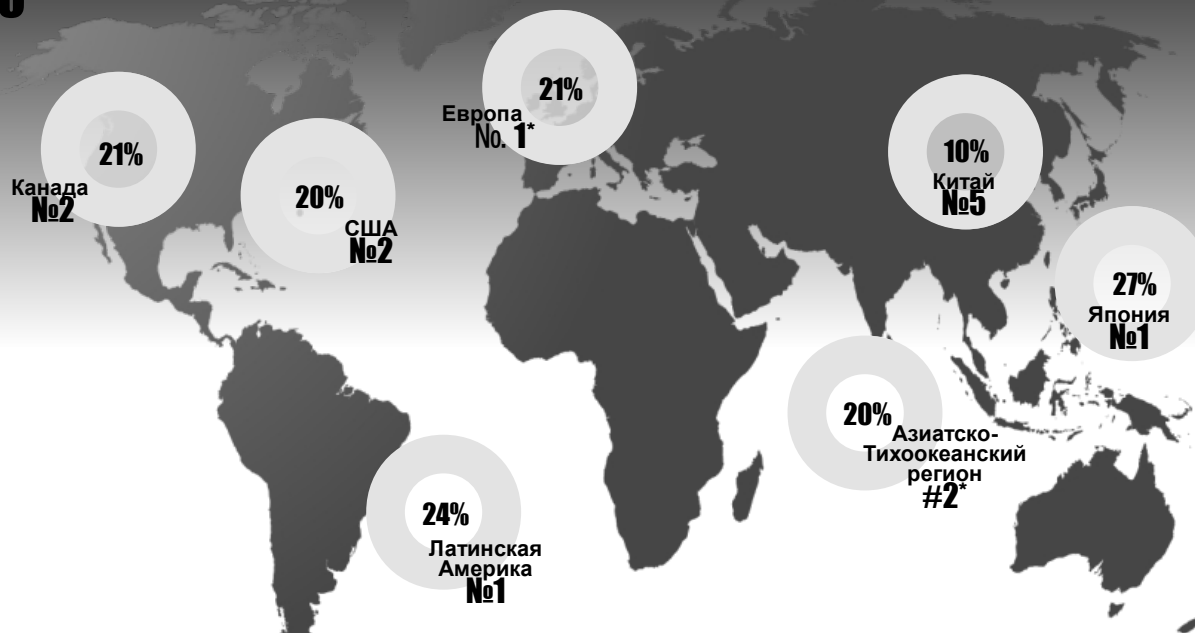 21%
Канада
№2
20%
США
№2
21%
Европа
No. 1*
10%
Китай
№5
27%
Япония
№1
20%
Азиатско-
Тихоокеанский
регион
#2*
24%
Латинская
Америка
№1